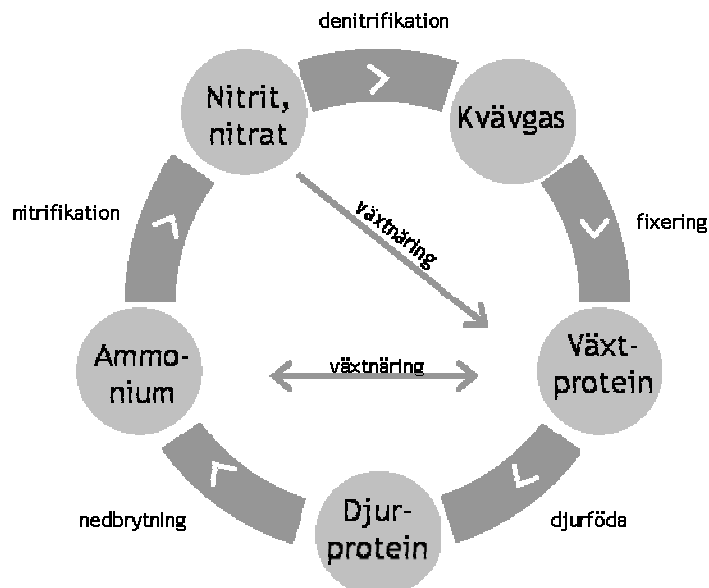 denitrifikation
Nitrit,
nitrat
Kvävgas
växtnäring
nitrifikation
fixering
Ammo-
nium
växtnäring
Växt-
protein
Djur-
protein
nedbrytning
djurföda